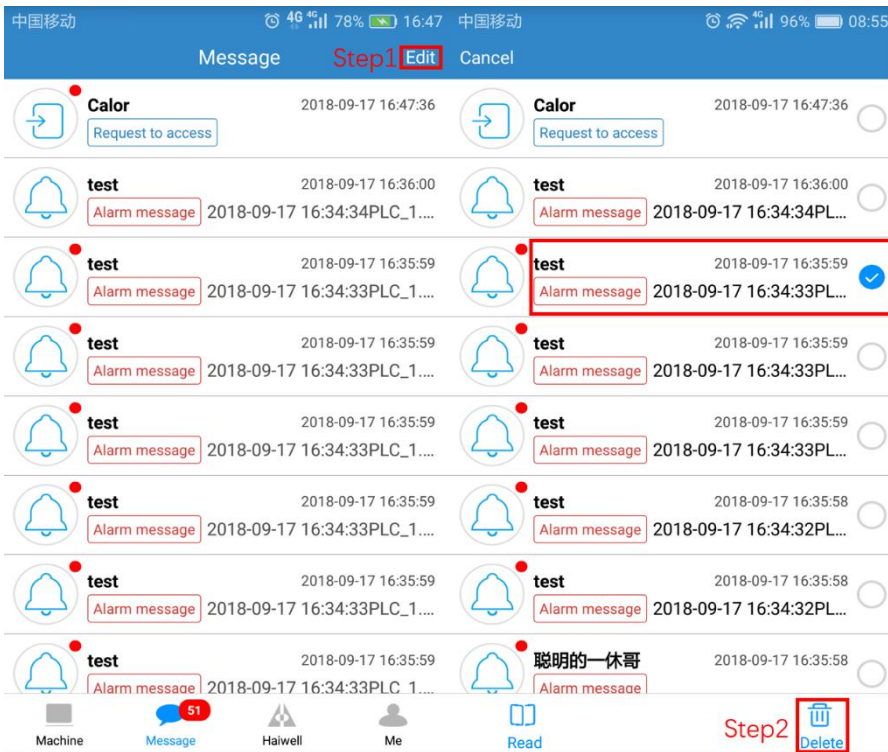 中国移动
4G 4G 78% 16:47
Message
Step1 Edit
Calor 2018-09-17 16:47:36
Request to access
test 2018-09-17 16:36:00
Alarm message 2018-09-17 16:34:34PLC_1....
test 2018-09-17 16:35:59
Alarm message 2018-09-17 16:34:33PLC_1....
test 2018-09-17 16:35:59
Alarm message 2018-09-17 16:34:33PLC_1....
test 2018-09-17 16:35:59
Alarm message 2018-09-17 16:34:33PLC_1....
test 2018-09-17 16:35:59
Alarm message 2018-09-17 16:34:33PLC_1....
test 2018-09-17 16:35:59
Alarm message 2018-09-17 16:34:33PLC_1....
test 2018-09-17 16:35:59
Alarm message 2018-09-17 16:34:33PLC_1....
51
Machine Message Haiwell Me
中国移动
4G 96% 08:55
Cancel
Calor 2018-09-17 16:47:36
Request to access
test 2018-09-17 16:36:00
Alarm message 2018-09-17 16:34:34PL...
test 2018-09-17 16:35:59
Alarm message 2018-09-17 16:34:33PL...
test 2018-09-17 16:35:59
Alarm message 2018-09-17 16:34:33PL...
test 2018-09-17 16:35:59
Alarm message 2018-09-17 16:34:33PL...
test 2018-09-17 16:35:58
Alarm message 2018-09-17 16:34:32PL...
test 2018-09-17 16:35:58
Alarm message 2018-09-17 16:34:32PL...
聪明的一休哥 2018-09-17 16:35:58
Alarm message
Read
Step2 Delete